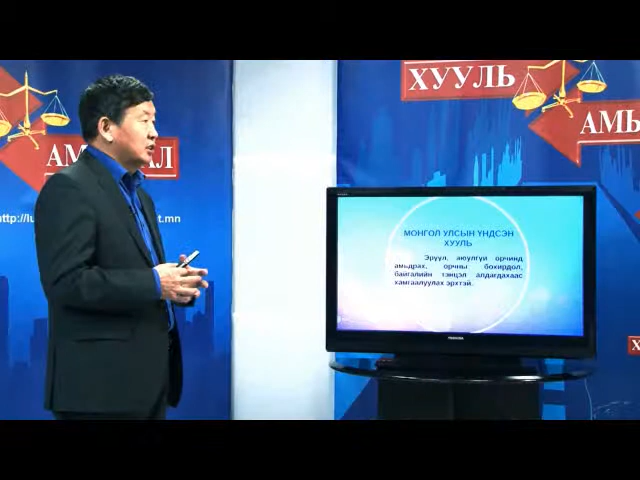 ХУУЛЬ
АМЬ
АМЬ АЛ
http://lu
t.mn
МОНГОЛ УЛСЫН ҮНДСЭН
ХУУЛЬ
Эрүүл, аюулгүй орчинд
амьдрах, орчны бохирдол,
байгалийн тэнцэл алдагдахаас
хамгаалуулах эрхтэй.
Х